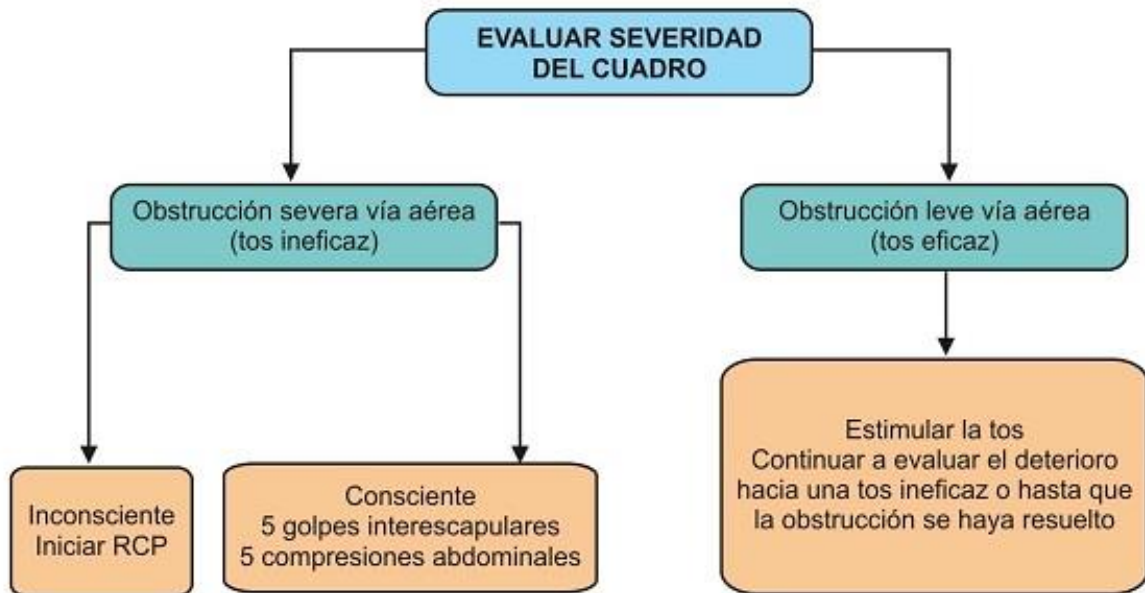 EVALUAR SEVERIDAD
DEL CUADRO
Obstrucción severa vía aérea
(tos ineficaz)
Obstrucción leve vía aérea
(tos eficaz)
Inconsciente
Iniciar RCP
Consciente
5 golpes interescapulares
5 compresiones abdominales
Estimular la tos
Continuar a evaluar el deterioro
hacia una tos ineficaz o hasta que
la obstrucción se haya resuelto